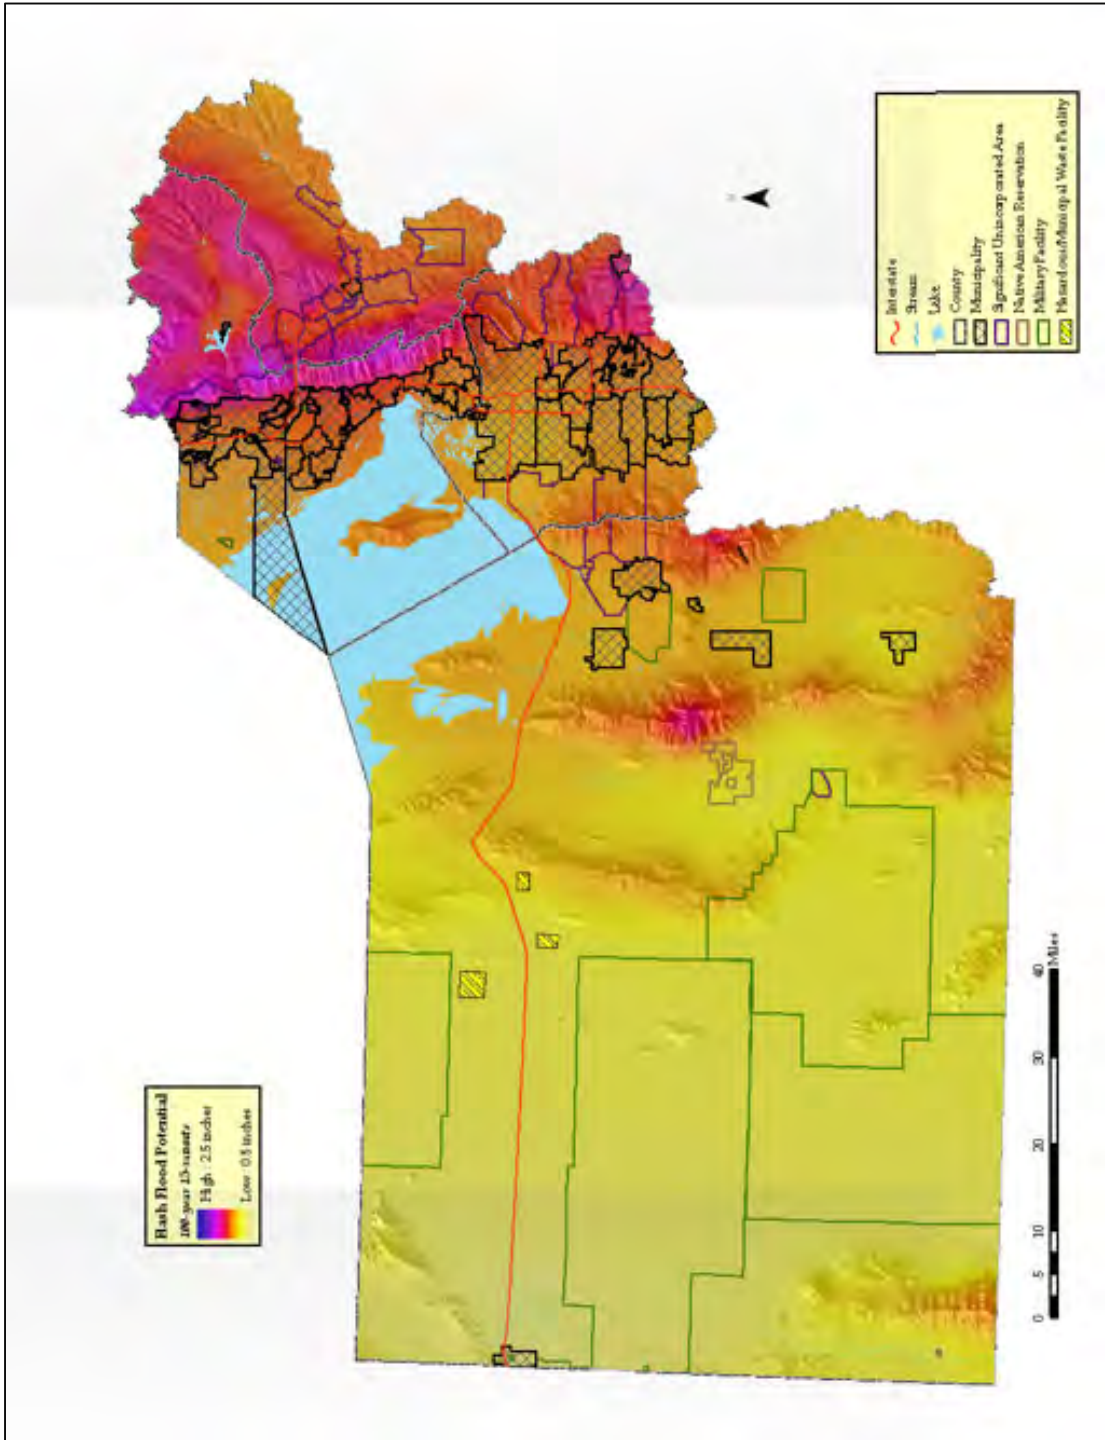 Interstate
Stream
Lake
County
Municipality
Significant Unincorporated Area
Native American Reservation
Military Facility
Hazardous/Municipal Waste Facility
Flash Flood Potential
100-year 15-minute
High : 2.5 inches
Low : 0.5 inches
0 5 10 20 30 40
Miles